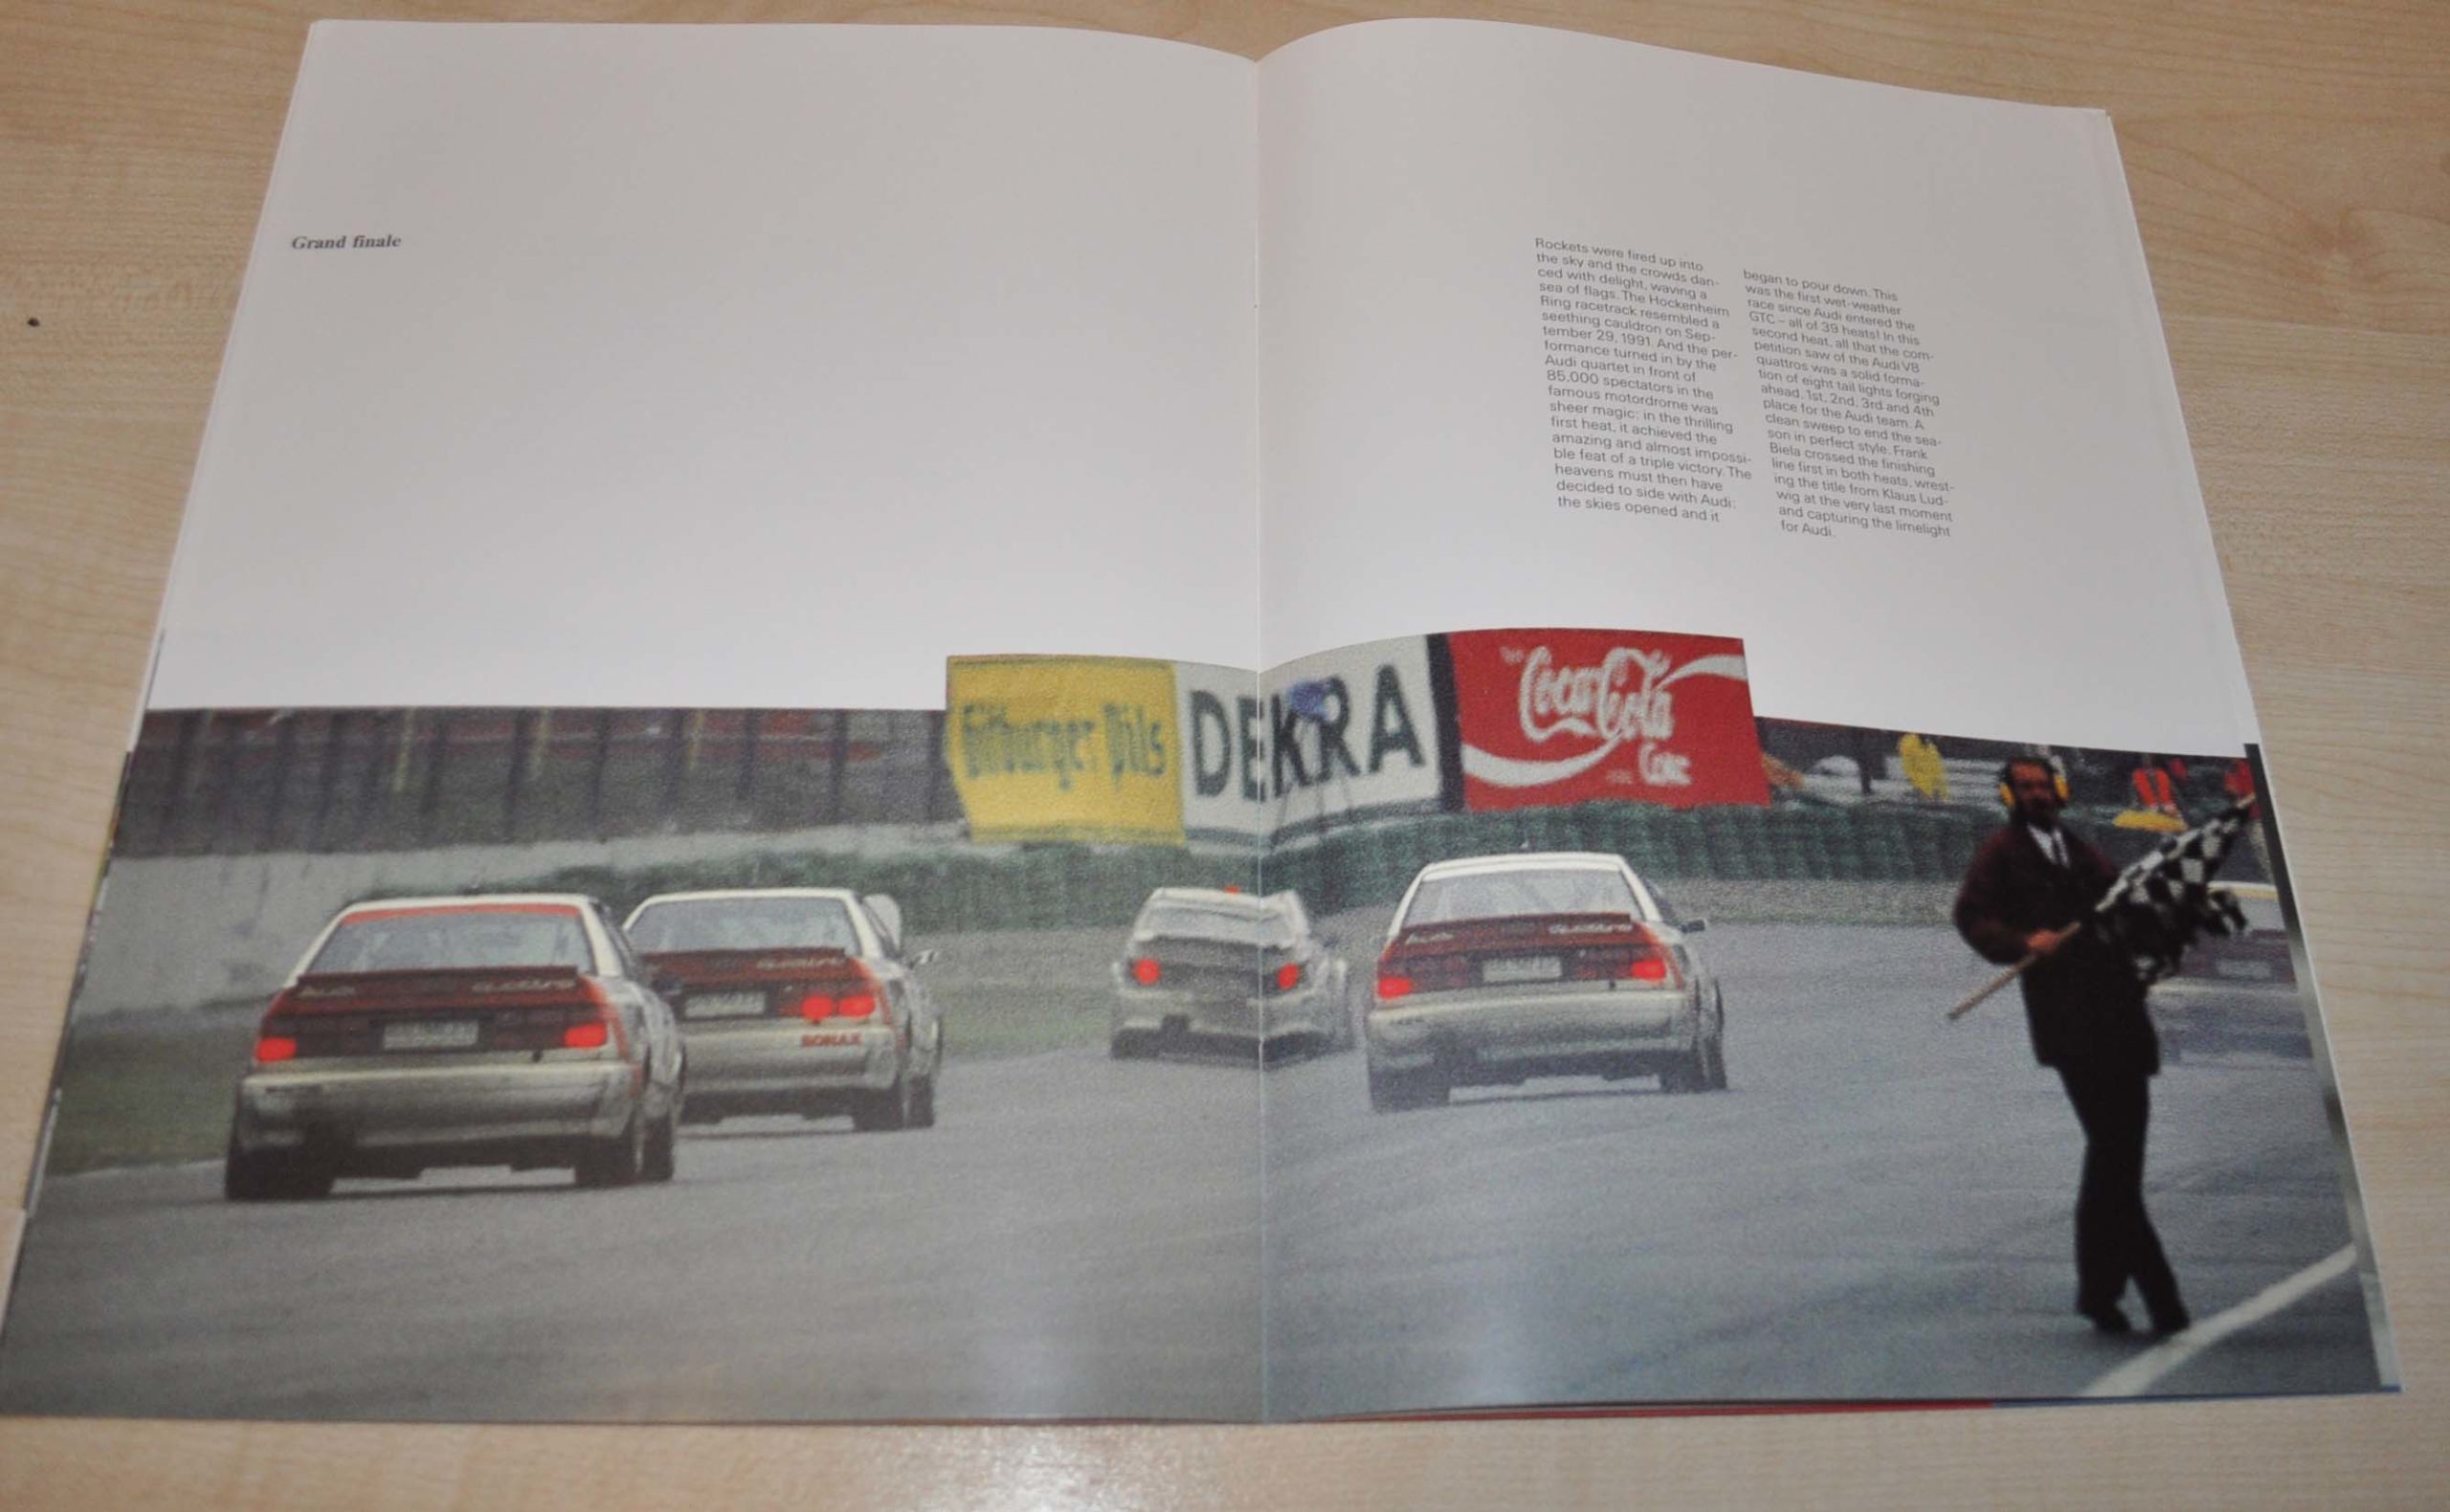 Grand finale
Rockets were fired up into
the sky and the crowds dan-
ced with delight, waving a
sea of flags. The Hockenheim
Ring racetrack resembled a
seething cauldron on Sep-
tember 29, 1991. And the per-
formance turned in by the
Audi quartet in front of
85,000 spectators in the
famous motordrome was
sheer magic: in the thrilling
first heat, it achieved the
amazing and almost impossi-
ble feat of a triple victory. The
heavens must then have
decided to side with Audi:
the skies opened and it
began to pour down. This
was the first wet-weather
race since Audi entered the
GTC – all of 39 heats! In this
second heat, all that the com-
petition saw of the Audi V8
quattros was a solid forma-
tion of eight tail lights forging
ahead. 1st, 2nd, 3rd and 4th
place for the Audi team. A
clean sweep to end the sea-
son in perfect style. Frank
Biela crossed the finishing
line first in both heats, wrest-
ing the title from Klaus Lud-
wig at the very last moment
and capturing the limelight
for Audi.
Bitburger Pils
DEKRA
Coca-Cola
Coke
Audi quattro
quattro
SONAX
Audi quattro